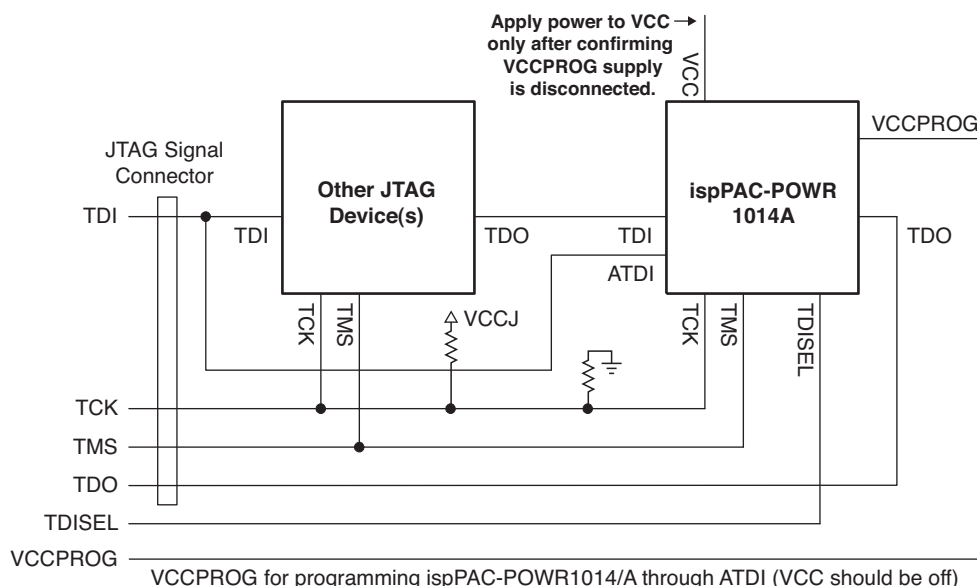 Apply power to VCC
only after confirming
VCCPROG supply
is disconnected.
VCC
VCCPROG
JTAG Signal
Connector
Other JTAG
Device(s)
ispPAC-POWR
1014A
TDI
TDI
TDO
TDI
TDO
ATDI
TCK
TMS
VCCJ
TCK
TMS
TDISEL
TCK
TMS
TDO
TDISEL
VCCPROG
VCCPROG for programming ispPAC-POWR1014/A through ATDI (VCC should be off)